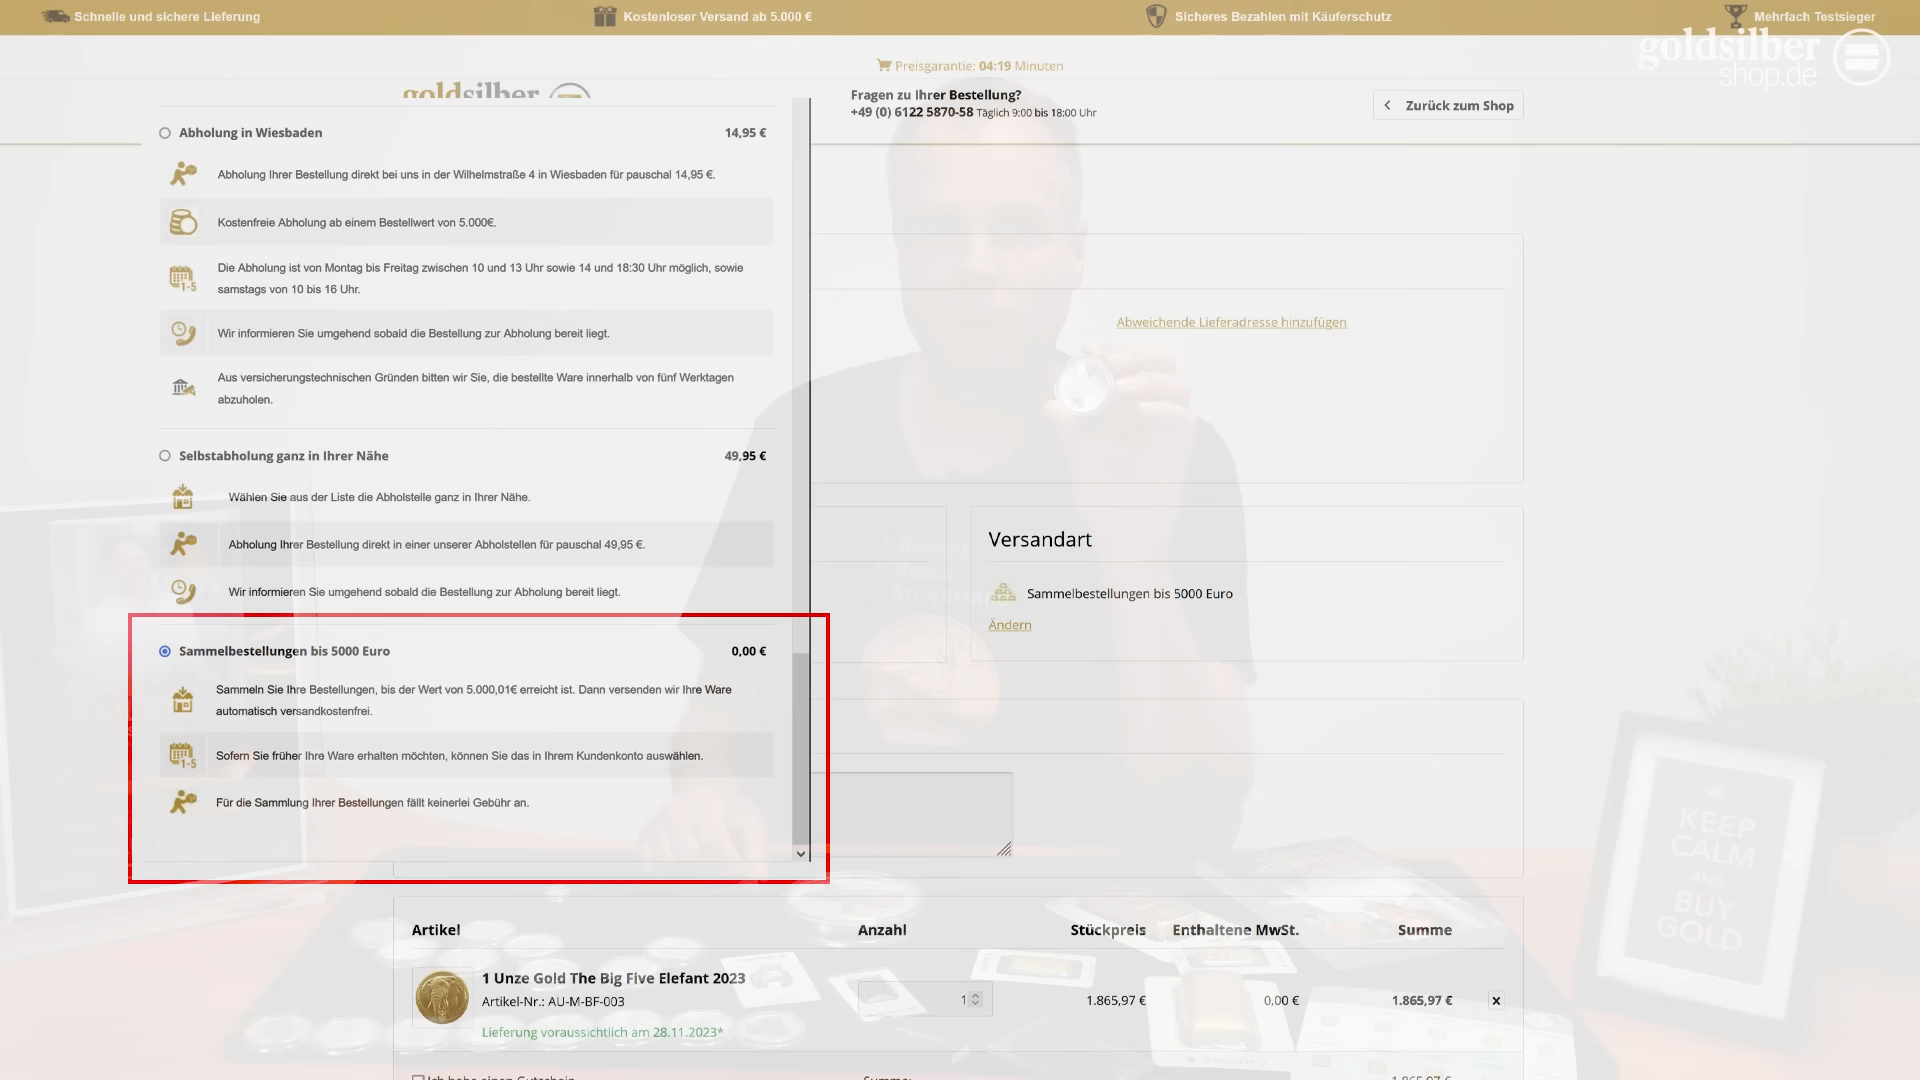 Schnelle und sichere Lieferung
Kostenloser Versand ab 5.000 €
Sicheres Bezahlen mit Käuferschutz
Mehrfach Testsieger
goldsilber
shop.de
Preisgarantie: 04:19 Minuten
goldsilber
Fragen zu Ihrer Bestellung?
+49 (0) 6122 5870-58 Täglich 9:00 bis 18:00 Uhr
Zurück zum Shop
Abholung in Wiesbaden 14,95 €
Abholung Ihrer Bestellung direkt bei uns in der Wilhelmstraße 4 in Wiesbaden für pauschal 14,95 €.
Kostenfreie Abholung ab einem Bestellwert von 5.000€.
Die Abholung ist von Montag bis Freitag zwischen 10 und 13 Uhr sowie 14 und 18:30 Uhr möglich, sowie
samstags von 10 bis 16 Uhr.
Wir informieren Sie umgehend sobald die Bestellung zur Abholung bereit liegt.
Aus versicherungstechnischen Gründen bitten wir Sie, die bestellte Ware innerhalb von fünf Werktagen
abzuholen.
Selbstabholung ganz in Ihrer Nähe 49,95 €
Wählen Sie aus der Liste die Abholstelle ganz in Ihrer Nähe.
Abholung Ihrer Bestellung direkt in einer unserer Abholstellen für pauschal 49,95 €.
Wir informieren Sie umgehend sobald die Bestellung zur Abholung bereit liegt.
Sammelbestellungen bis 5000 Euro 0,00 €
Sammeln Sie Ihre Bestellungen, bis der Wert von 5.000,01€ erreicht ist. Dann versenden wir Ihre Ware
automatisch versandkostenfrei.
Sofern Sie früher Ihre Ware erhalten möchten, können Sie das in Ihrem Kundenkonto auswählen.
Für die Sammlung Ihrer Bestellungen fällt keinerlei Gebühr an.
Abweichende Lieferadresse hinzufügen
Versandart
Sammelbestellungen bis 5000 Euro
Ändern
KEEP
CALM
AND
BUY
GOLD
Artikel Anzahl Stückpreis Enthaltene MwSt. Summe
1 Unze Gold The Big Five Elefant 2023
Artikel-Nr.: AU-M-BF-003
1 1.865,97 € 0,00 € 1.865,97 €
Lieferung voraussichtlich am 28.11.2023*
Ich habe einen Gutschein Summe: 1.865,97 €